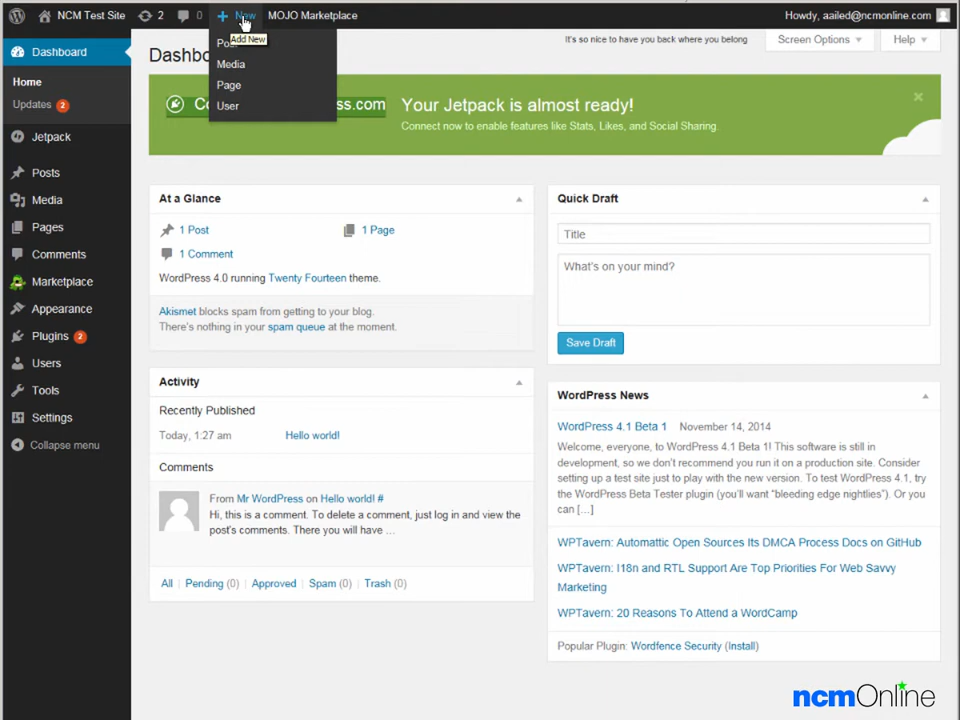 NCM Test Site 2 0 + New MOJO Marketplace Howdy, aailed@ncmonline.com
Add New
Media
Page
User
It's so nice to have you back where you belong
Screen Options
Help
Your Jetpack is almost ready!
Connect now to enable features like Stats, Likes, and Social Sharing.
Dashboard
Home
Updates 2
Jetpack
Posts
Media
Pages
Comments
Marketplace
Appearance
Plugins 2
Users
Tools
Settings
Collapse menu
At a Glance
1 Post 1 Page
1 Comment
WordPress 4.0 running Twenty Fourteen theme.
Akismet blocks spam from getting to your blog.
There's nothing in your spam queue at the moment.
Activity
Recently Published
Today, 1:27 am Hello world!
Comments
From Mr WordPress on Hello world! #
Hi, this is a comment. To delete a comment, just log in and view the
post's comments. There you will have ...
All | Pending (0) | Approved | Spam (0) | Trash (0)
Quick Draft
Title
What's on your mind?
Save Draft
WordPress News
WordPress 4.1 Beta 1 November 14, 2014
Welcome, everyone, to WordPress 4.1 Beta 1! This software is still in
development, so we don't recommend you run it on a production site. Consider
setting up a test site just to play with the new version. To test WordPress 4.1, try
the WordPress Beta Tester plugin (you'll want "bleeding edge nightlies"). Or you
can [...]
WPTavern: Automattic Open Sources Its DMCA Process Docs on GitHub
WPTavern: I18n and RTL Support Are Top Priorities For Web Savvy
Marketing
WPTavern: 20 Reasons To Attend a WordCamp
Popular Plugin: Wordfence Security (Install)
ncmOnline